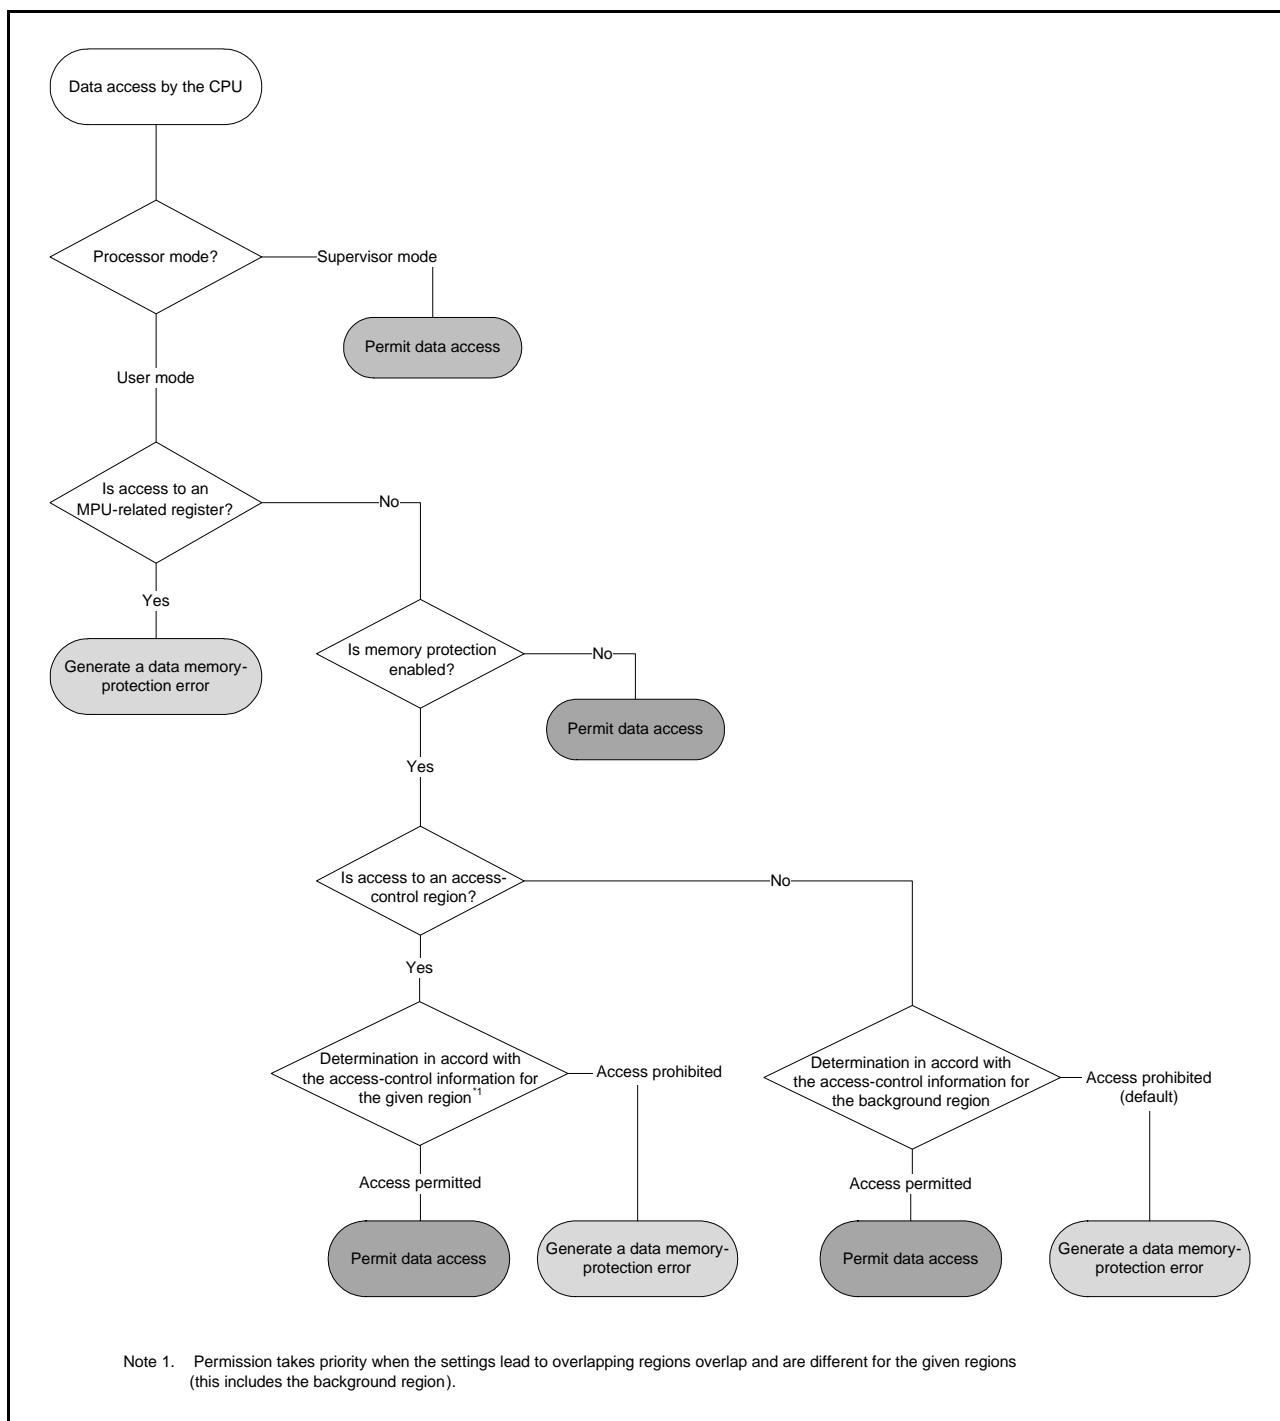 Data access by the CPU
Processor mode?
Supervisor mode
Permit data access
User mode
Is access to an
MPU-related register?
No
Yes
Generate a data memory-
protection error
Is memory protection
enabled?
No
Permit data access
Yes
Is access to an access-
control region?
No
Yes
Determination in accord with
the access-control information for
the given region*1
Access prohibited
Determination in accord with
the access-control information for
the background region
Access prohibited
(default)
Access permitted
Access permitted
Permit data access
Generate a data memory-
protection error
Permit data access
Generate a data memory-
protection error
Note 1. Permission takes priority when the settings lead to overlapping regions overlap and are different for the given regions
(this includes the background region).